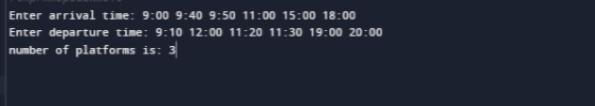 Enter arrival time: 9:00 9:40 9:50 11:00 15:00 18:00
Enter departure time: 9:10 12:00 11:20 11:30 19:00 20:00
number of platforms is: 3